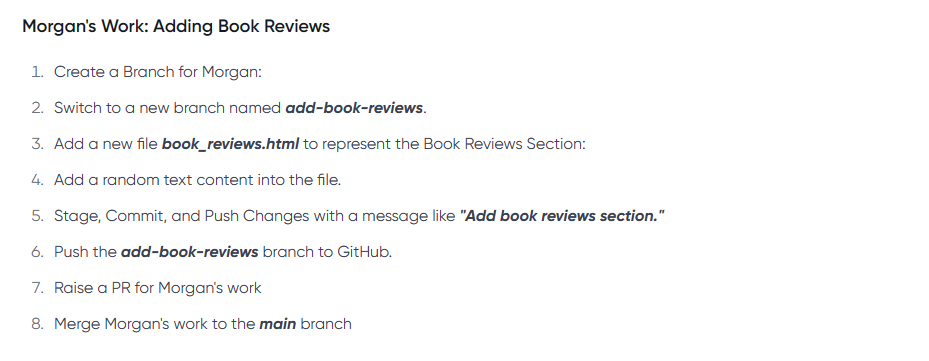 Morgan's Work: Adding Book Reviews
1. Create a Branch for Morgan:
2. Switch to a new branch named add-book-reviews.
3. Add a new file book_reviews.html to represent the Book Reviews Section:
4. Add a random text content into the file.
5. Stage, Commit, and Push Changes with a message like "Add book reviews section."
6. Push the add-book-reviews branch to GitHub.
7. Raise a PR for Morgan's work
8. Merge Morgan's work to the main branch